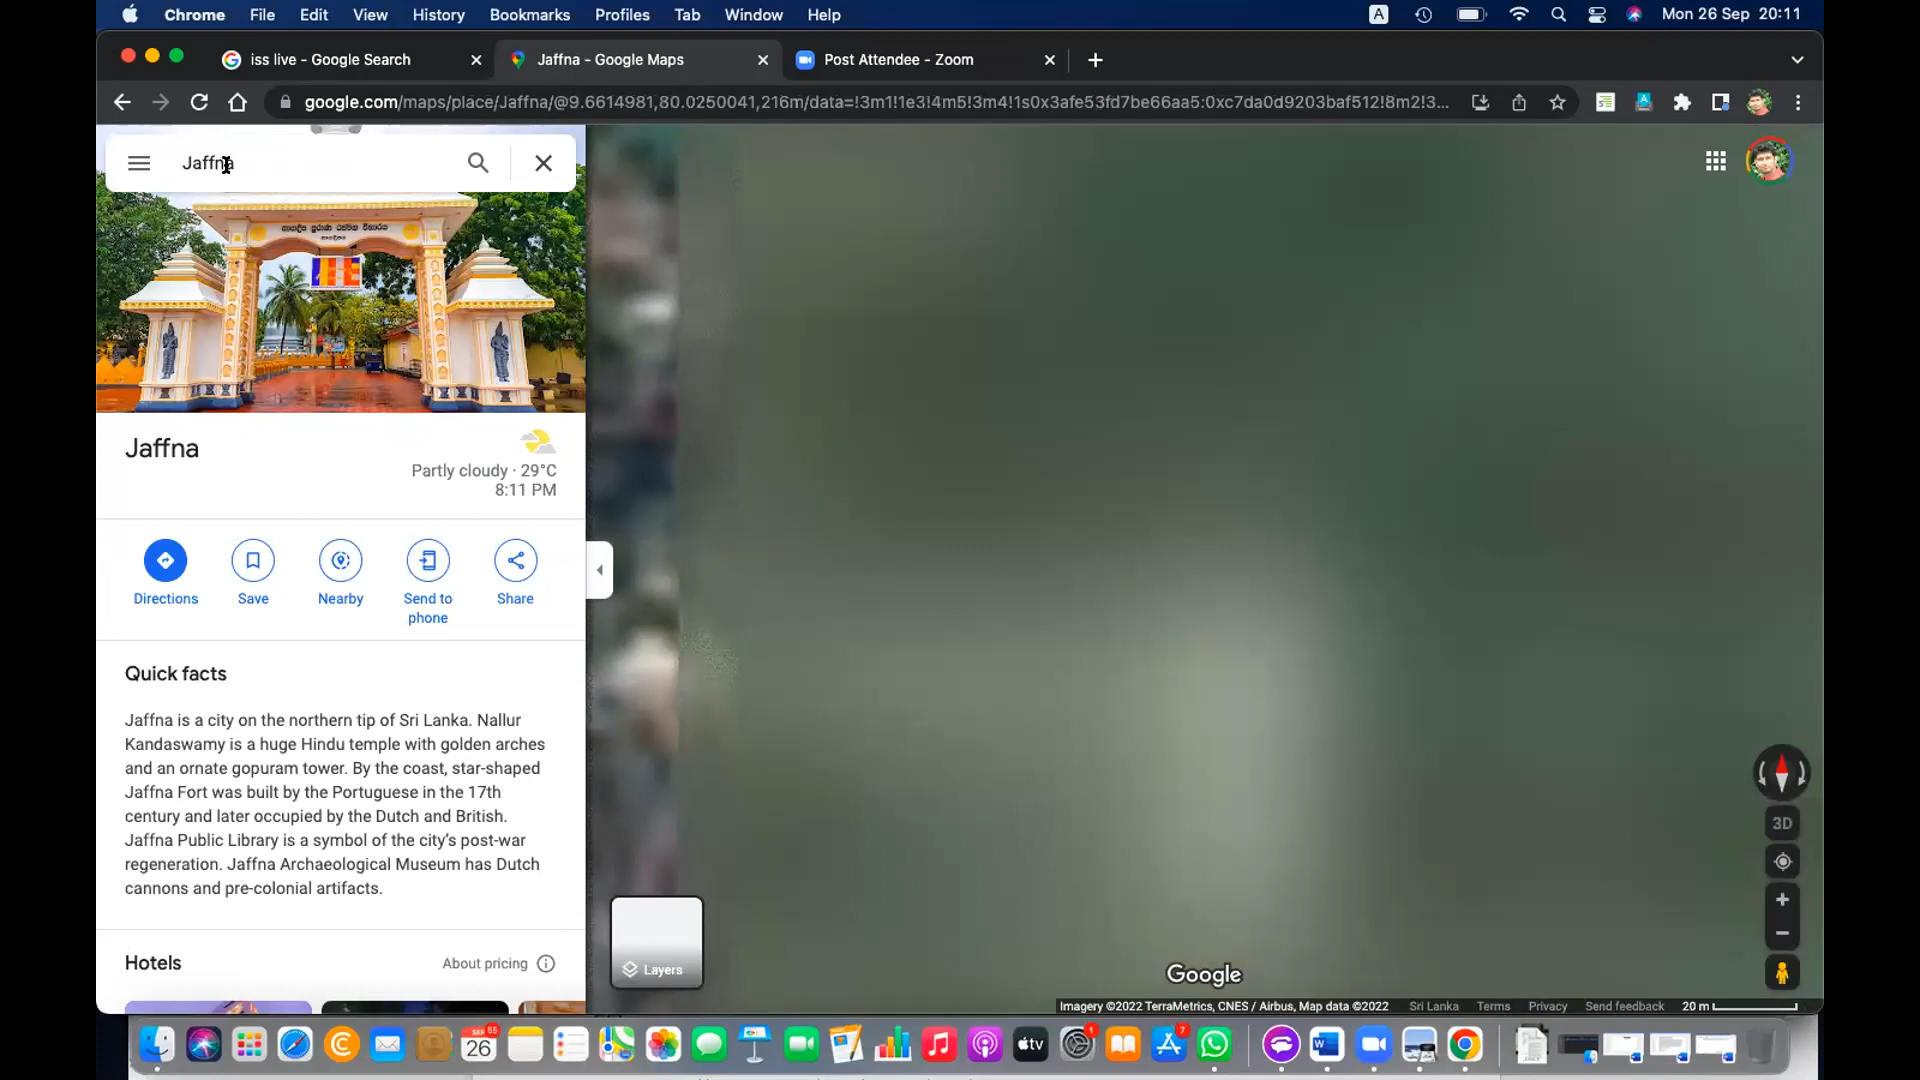 Chrome File Edit View History Bookmarks Profiles Tab Window Help
A Mon 26 Sep 20:11
iss live - Google Search
Jaffna - Google Maps
Post Attendee - Zoom
google.com/maps/place/Jaffna/@9.6614981,80.0250041,216m/data=!3m1!1e3!4m5!3m4!1s0x3afe53fd7be66aa5:0xc7da0d9203baf512!8m2!3...
Jaffna
Jaffna
Partly cloudy · 29°C
8:11 PM
Directions
Save
Nearby
Send to
phone
Share
Quick facts
Jaffna is a city on the northern tip of Sri Lanka. Nallur
Kandaswamy is a huge Hindu temple with golden arches
and an ornate gopuram tower. By the coast, star-shaped
Jaffna Fort was built by the Portuguese in the 17th
century and later occupied by the Dutch and British.
Jaffna Public Library is a symbol of the city's post-war
regeneration. Jaffna Archaeological Museum has Dutch
cannons and pre-colonial artifacts.
Hotels
About pricing
Layers
3D
Google
Imagery ©2022 TerraMetrics, CNES / Airbus, Map data ©2022 Sri Lanka Terms Privacy Send feedback 20 m
SEP
65
26
tv
1
7
W